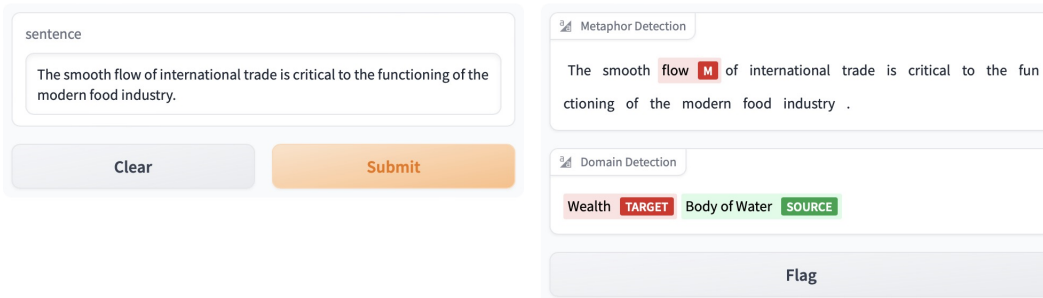 sentence
The smooth flow of international trade is critical to the functioning of the
modern food industry.
Clear
Submit
Metaphor Detection
The smooth flow M of international trade is critical to the fun
ctioning of the modern food industry .
Domain Detection
Wealth TARGET Body of Water SOURCE
Flag